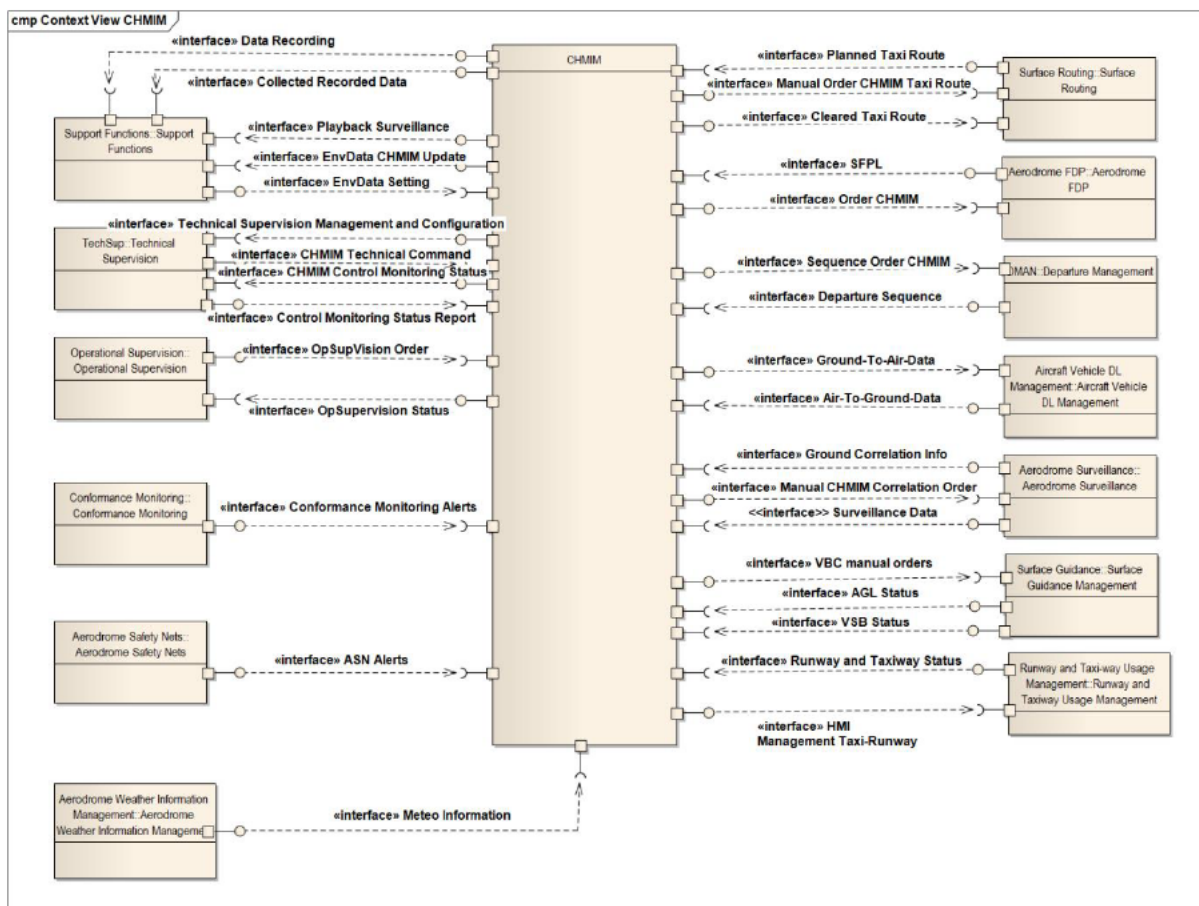 cmp Context View CHMIM
«interface» Data Recording
«interface» Collected Recorded Data
Support Functions::Support
Functions
«interface» Playback Surveillance
«interface» EnvData CHMIM Update
«interface» EnvData Setting
«interface» Technical Supervision Management and Configuration
TechSup::Technical
Supervision
«interface» CHMIM Technical Command
«interface» CHMIM Control Monitoring Status
«interface» Control Monitoring Status Report
Operational Supervision::
Operational Supervision
«interface» OpSupVision Order
«interface» OpSupervision Status
Conformance Monitoring::
Conformance Monitoring
«interface» Conformance Monitoring Alerts
Aerodrome Safety Nets::
Aerodrome Safety Nets
«interface» ASN Alerts
Aerodrome Weather Information
Management::Aerodrome
Weather Information Manageme
«interface» Meteo Information
CHMIM
«interface» Planned Taxi Route
«interface» Manual Order CHMIM Taxi Route
«interface» Cleared Taxi Route
Surface Routing::Surface
Routing
«interface» SFPL
«interface» Order CHMIM
Aerodrome FDP::Aerodrome
FDP
«interface» Sequence Order CHMIM
«interface» Departure Sequence
DMAN::Departure Management
«interface» Ground-To-Air-Data
«interface» Air-To-Ground-Data
Aircraft Vehicle DL
Management::Aircraft Vehicle
DL Management
«interface» Ground Correlation Info
«interface» Manual CHMIM Correlation Order
<<interface>> Surveillance Data
Aerodrome Surveillance::
Aerodrome Surveillance
«interface» VBC manual orders
«interface» AGL Status
«interface» VSB Status
Surface Guidance::Surface
Guidance Management
«interface» Runway and Taxiway Status
«interface» HMI
Management Taxi-Runway
Runway and Taxi-way Usage
Management::Runway and
Taxiway Usage Management